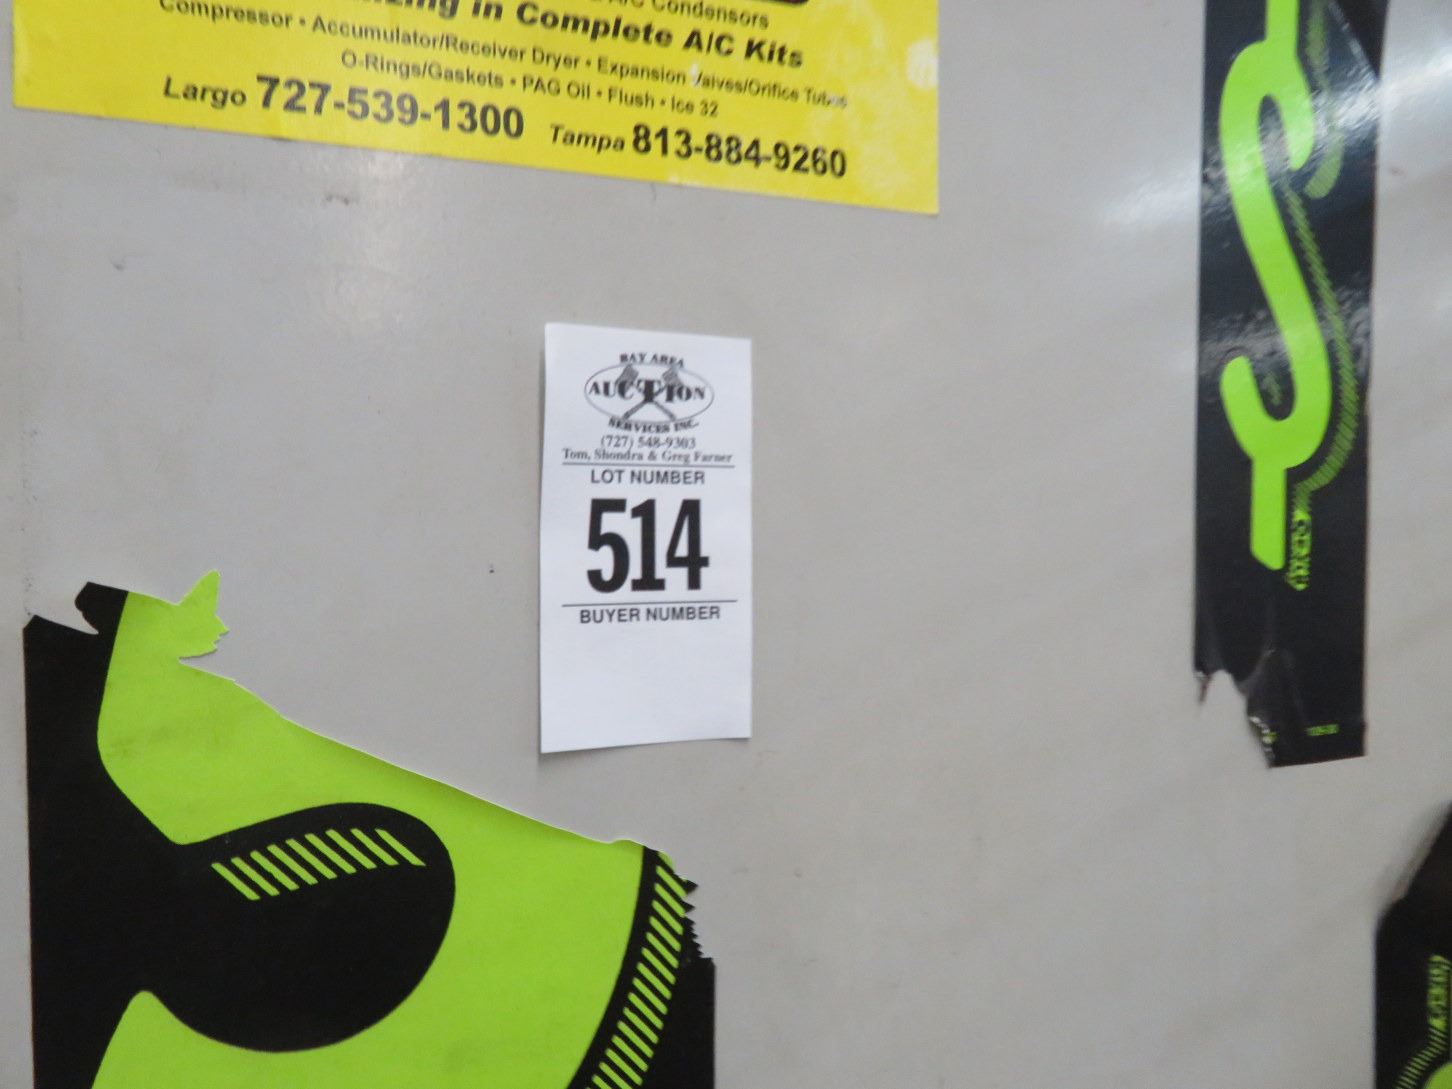 A/C Condensors
in Complete A/C Kits
Compressor • Accumulator/Receiver Dryer • Expansion Valves/Orifice Tubes
O-Rings/Gaskets • PAG Oil • Flush • Ice 32
Largo 727-539-1300 Tampa 813-884-9260
BAY AREA
AUCTION
SERVICES INC.
(727) 548-9303
Tom, Shondra & Greg Farner
LOT NUMBER
514
BUYER NUMBER